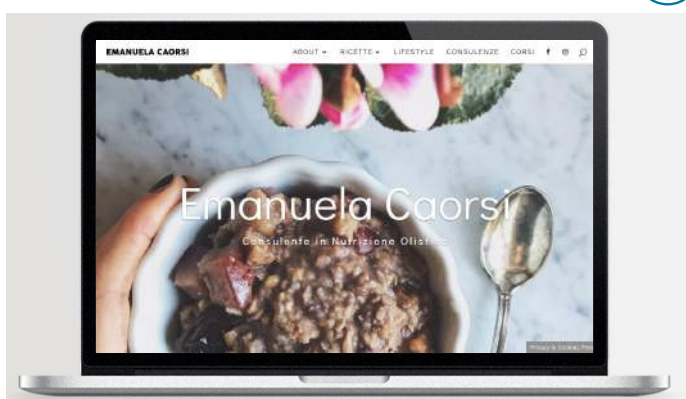 EMANUELA CAORSI ABOUT RICETTE LIFESTYLE CONSULENZE CORSI
Emanuela Caorsi
Consulente in Nutrizione Olistica